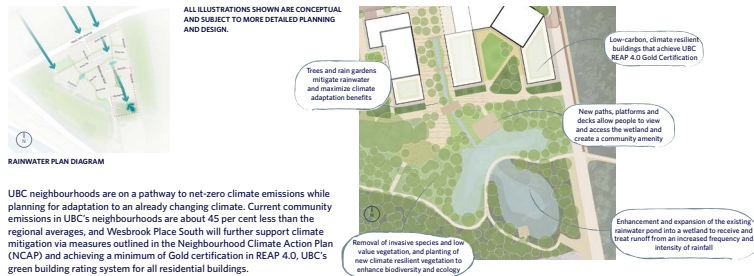 ALL ILLUSTRATIONS SHOWN ARE CONCEPTUAL
AND SUBJECT TO MORE DETAILED PLANNING
AND DESIGN.
N
RAINWATER PLAN DIAGRAM
UBC neighbourhoods are on a pathway to net-zero climate emissions while
planning for adaptation to an already changing climate. Current community
emissions in UBC's neighbourhoods are about 45 per cent less than the
regional averages, and Wesbrook Place South will further support climate
mitigation via measures outlined in the Neighbourhood Climate Action Plan
(NCAP) and achieving a minimum of Gold certification in REAP 4.0, UBC's
green building rating system for all residential buildings.
Trees and rain gardens
mitigate rainwater
and maximize climate
adaptation benefits
Low-carbon, climate resilient
buildings that achieve UBC
REAP 4.0 Gold Certification
New paths, platforms and
decks allow people to view
and access the wetland and
create a community amenity
Enhancement and expansion of the existing
rainwater pond into a wetland to receive and
treat runoff from an increased frequency and
intensity of rainfall
N
Removal of invasive species and low
value vegetation, and planting of
new climate resilient vegetation to
enhance biodiversity and ecology